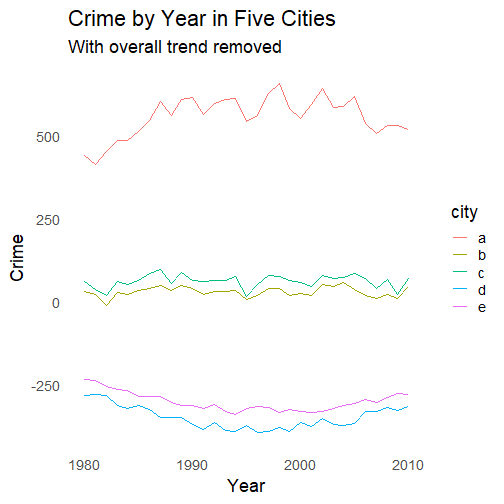 Crime by Year in Five Cities
With overall trend removed
500
250
0
-250
Crime
1980 1990 2000 2010
Year
city
a
b
c
d
e